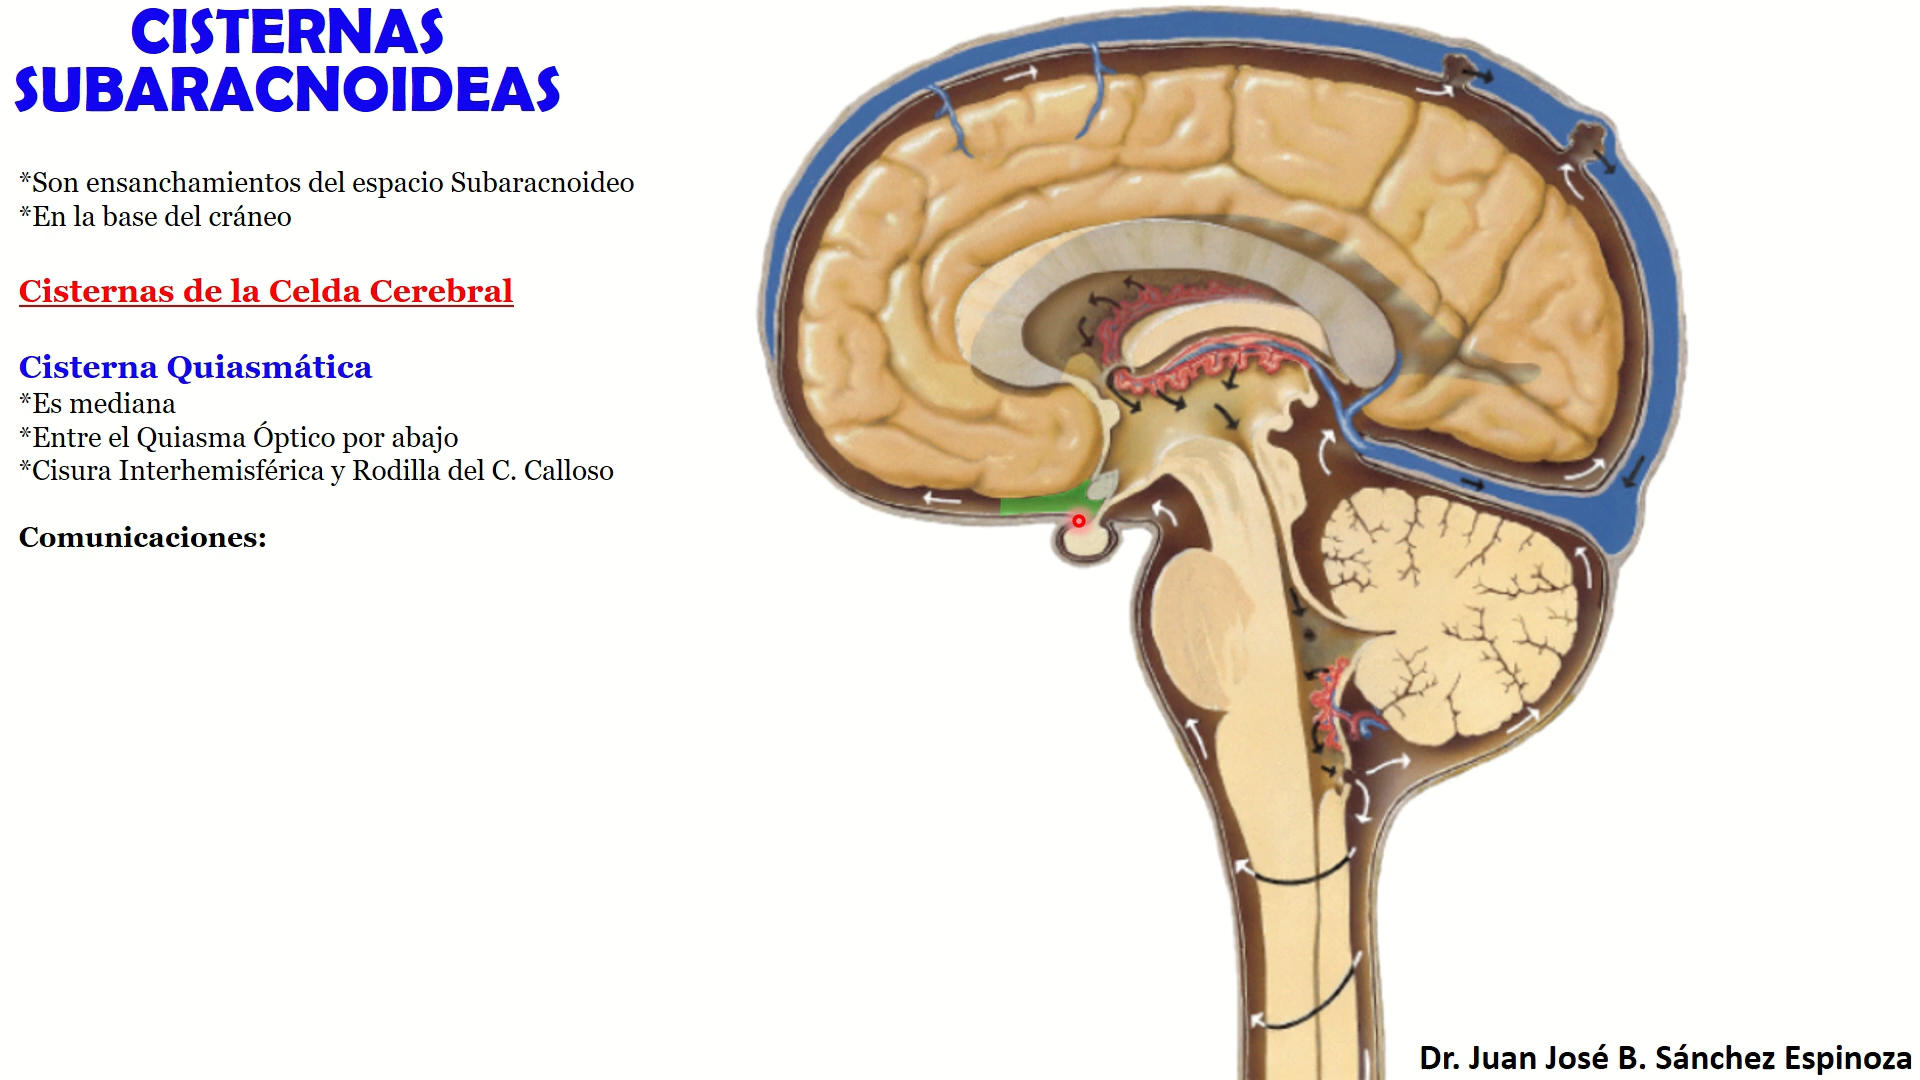 CISTERNAS
SUBARACNOIDEAS
*Son ensanchamientos del espacio Subaracnoideo
*En la base del cráneo
Cisternas de la Celda Cerebral
Cisterna Quiasmática
*Es mediana
*Entre el Quiasma Óptico por abajo
*Cisura Interhemisférica y Rodilla del C. Calloso
Comunicaciones:
Dr. Juan José B. Sánchez Espinoza